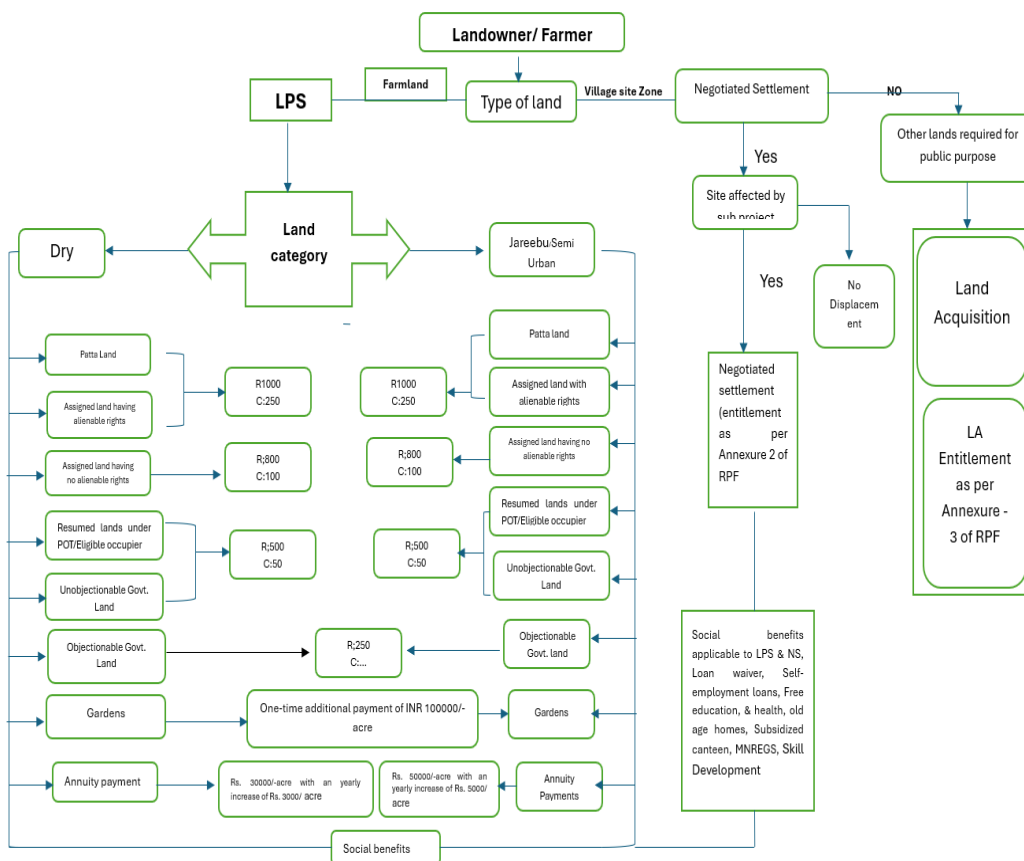 Landowner/ Farmer
LPS
Farmland
Type of land
Village site Zone
Negotiated Settlement
NO
Other lands required for
public purpose
Yes
Site affected by
sub project
Land
category
Dry
Jareebu/Semi
Urban
Yes
No
Displacem
ent
Land
Acquisition
LA
Entitlement
as per
Annexure -
3 of RPF
Negotiated
settlement
(entitlement
as per
Annexure 2 of
RPF
Patta Land
Assigned land having
alienable rights
R1000
C:250
R1000
C:250
Patta land
Assigned land with
alienable rights
Assigned land having
no alienable rights
R;800
C:100
R;800
C:100
Assigned land having no
alienable rights
Resumed lands under
POT/Eligible occupier
Unobjectionable Govt.
Land
R;500
C:50
R;500
C:50
Resumed lands under
POT/Eligible occupier
Unobjectionable Govt.
Land
Objectionable Govt.
Land
R;250
C:...
Objectionable
Govt. land
Gardens
One-time additional payment of INR 100000/-
acre
Gardens
Annuity payment
Rs. 30000/-acre with an yearly
increase of Rs. 3000/ acre
Rs. 50000/-acre with an
yearly increase of Rs. 5000/
acre
Annuity
Payments
Social benefits
applicable to LPS & NS,
Loan waiver, Self-
employment loans, Free
education, & health, old
age homes, Subsidized
canteen, MNREGS, Skill
Development
Social benefits